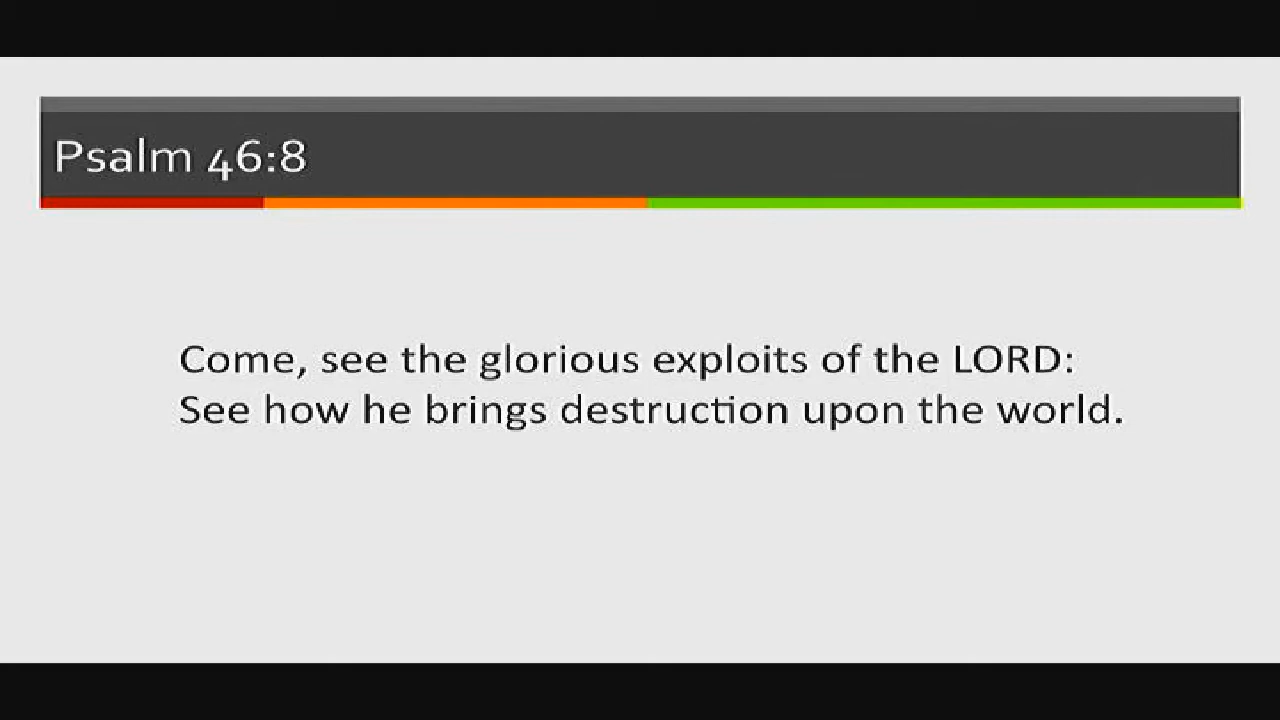 Psalm 46:8
Come, see the glorious exploits of the LORD:
See how he brings destruction upon the world.